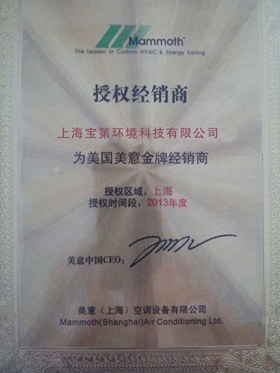 Mammoth®
The Leader in Custom HVAC & Energy Saving
授权经销商
上海宝第环境科技有限公司
为美国美意金牌经销商
授权区域：上海
授权时段：2013年度
美意中国CEO：
美意（上海）空调设备有限公司
Mammoth(Shanghai)Air Conditioning Ltd.